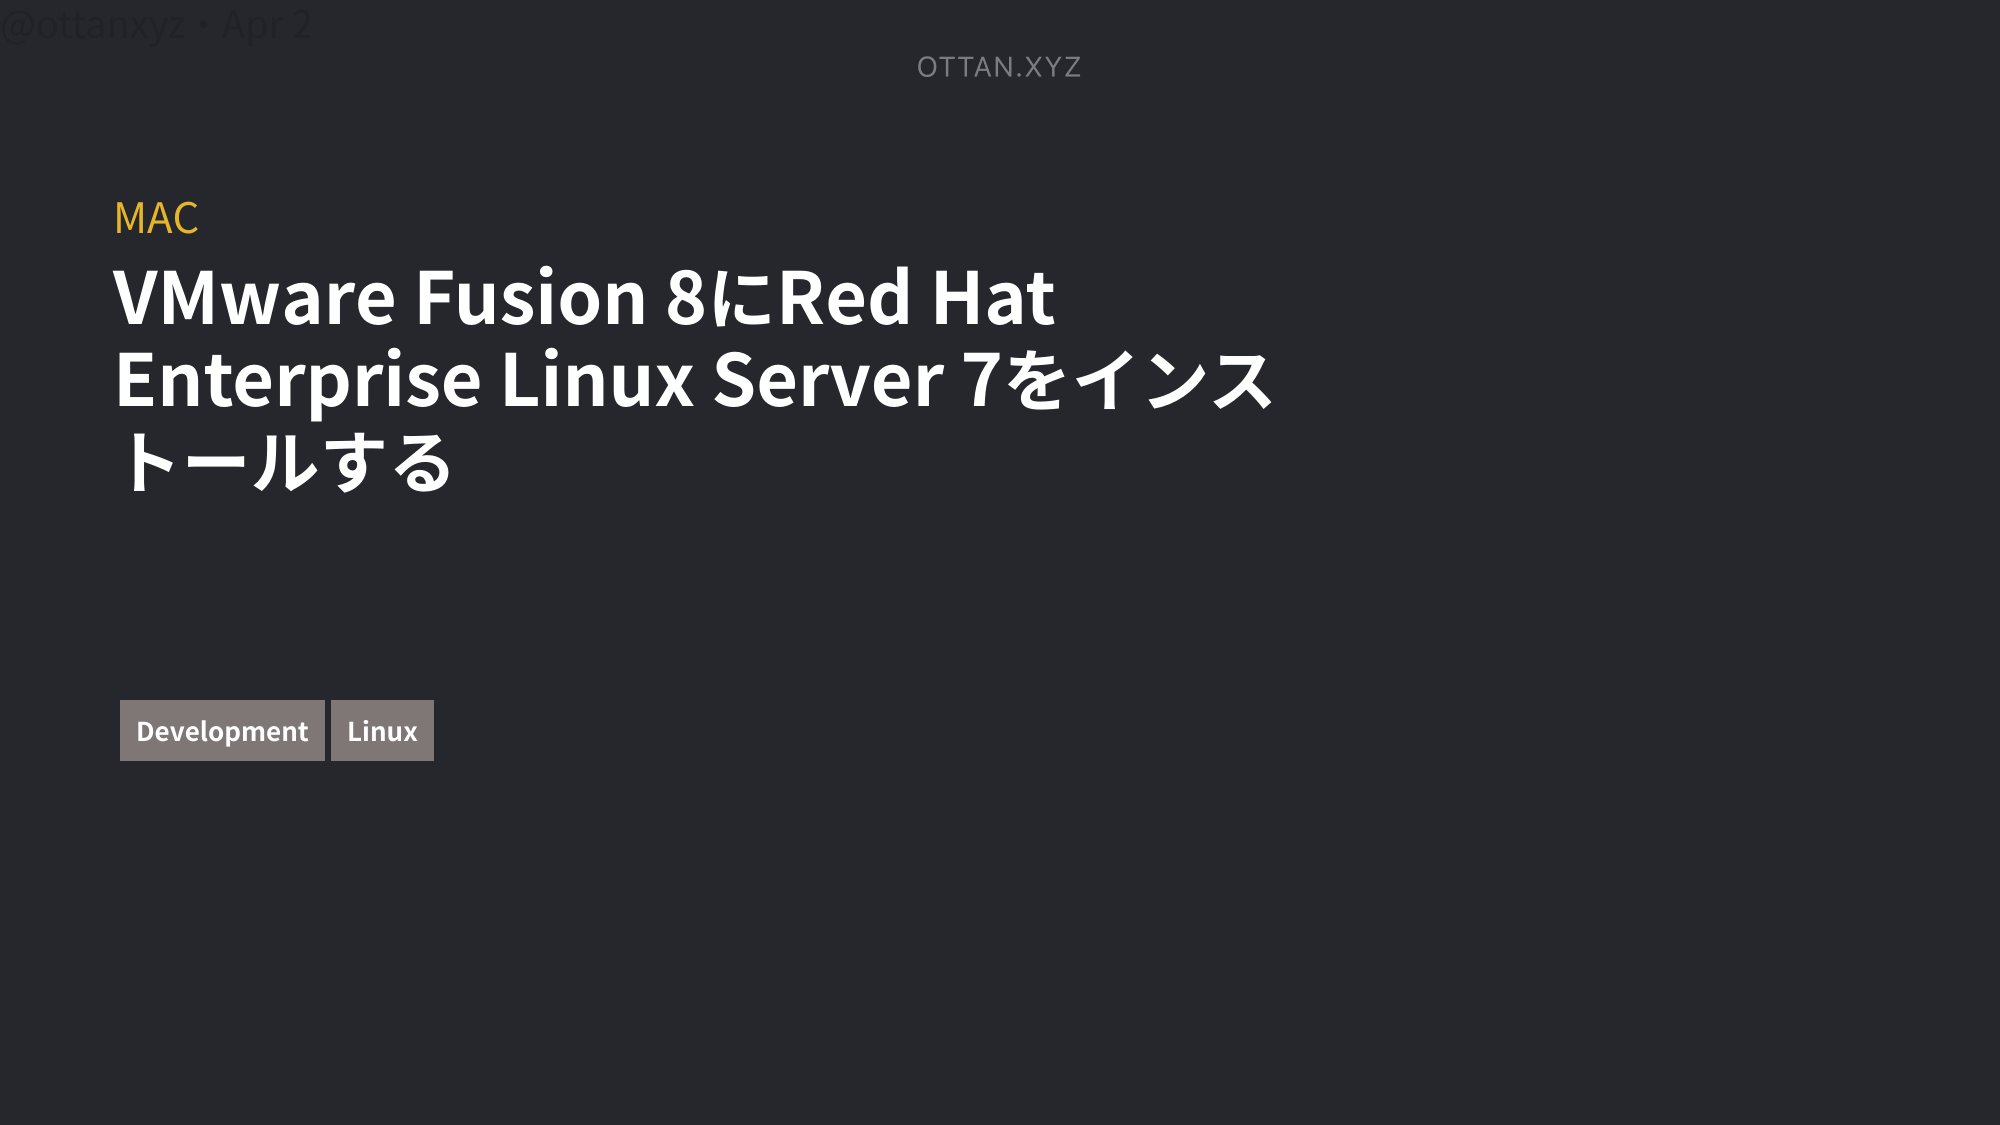 @ottanxyz・Apr 2
OTTAN.XYZ
MAC
VMware Fusion 8にRed Hat
Enterprise Linux Server 7をインス
トールする
Development Linux